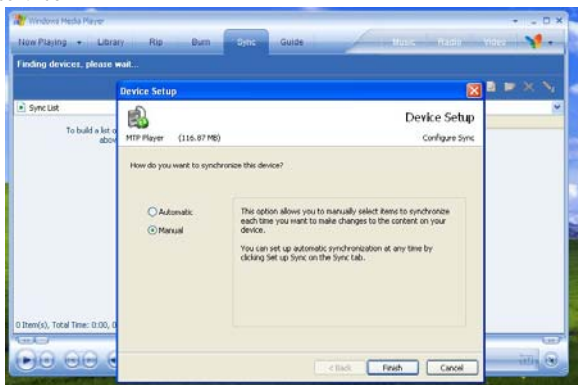 Windows Media Player
Now Playing Library Rip Burn Sync Guide Music Radio Video
Finding devices, please wait...
Device Setup
Sync List
Device Setup
To build a list o
MTP Player (116.87 MB) Configure Sync
abov
How do you want to synchronize this device?
Automatic
Manual
This option allows you to manually select items to synchronize
each time you want to make changes to the content on your
device.
You can set up automatic synchronization at any time by
clicking Set up Sync on the Sync tab.
0 Item(s), Total Time: 0:00, 0
< Back Finish Cancel